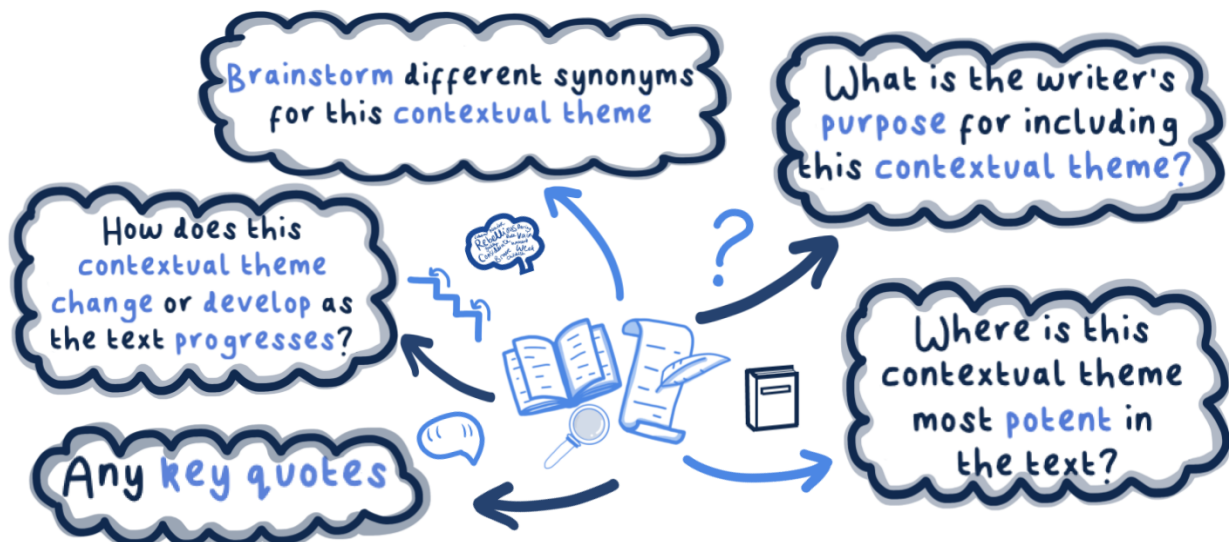 Brainstorm different synonyms
for this contextual theme
What is the writer's
purpose for including
this contextual theme?
How does this
contextual theme
change or develop as
the text progresses?
?
Where is this
contextual theme
most potent in
the text?
Any key quotes